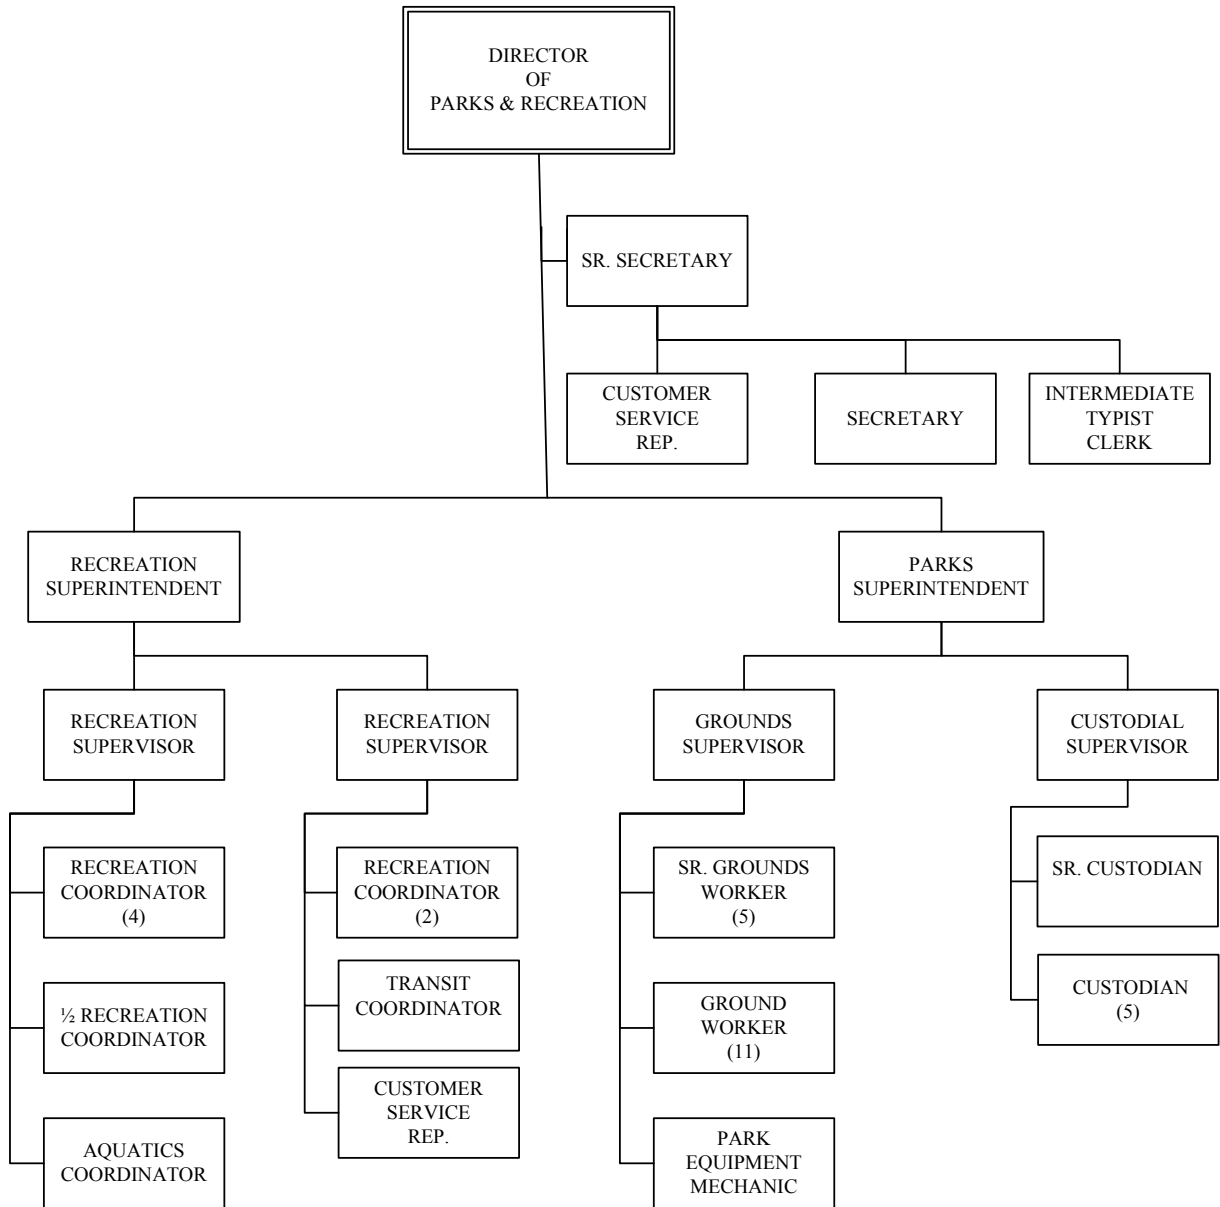 DIRECTOR
OF
PARKS & RECREATION
SR. SECRETARY
CUSTOMER
SERVICE
REP.
SECRETARY
INTERMEDIATE
TYPIST
CLERK
RECREATION
SUPERINTENDENT
PARKS
SUPERINTENDENT
RECREATION
SUPERVISOR
RECREATION
SUPERVISOR
GROUNDS
SUPERVISOR
CUSTODIAL
SUPERVISOR
RECREATION
COORDINATOR
(4)
½ RECREATION
COORDINATOR
AQUATICS
COORDINATOR
RECREATION
COORDINATOR
(2)
TRANSIT
COORDINATOR
CUSTOMER
SERVICE
REP.
SR. GROUNDS
WORKER
(5)
GROUND
WORKER
(11)
PARK
EQUIPMENT
MECHANIC
SR. CUSTODIAN
CUSTODIAN
(5)